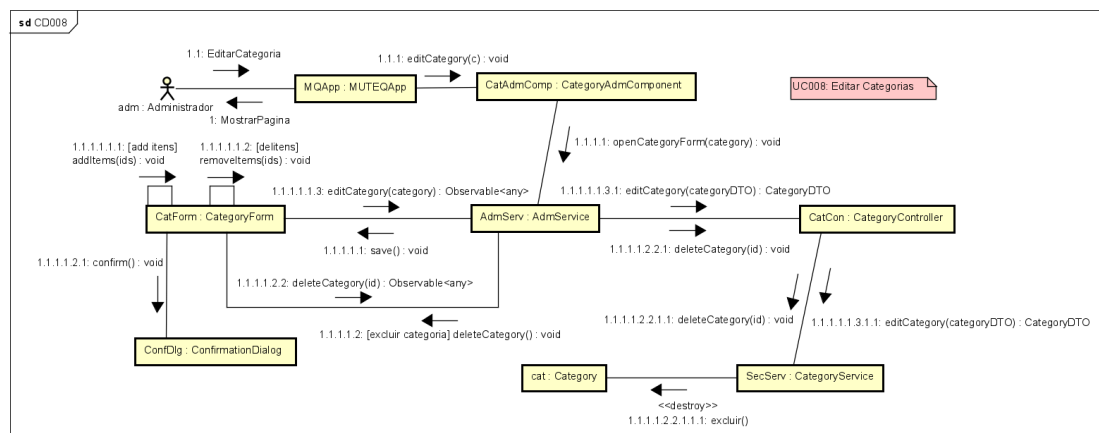 sd CD008
1.1: EditarCategoria
1.1.1: editCategory(c) : void
MQApp : MUTEQApp
CatAdmComp : CategoryAdmComponent
UC008: Editar Categorias
adm : Administrador
1: MostrarPagina
1.1.1.1: openCategoryForm(category) : void
1.1.1.1.1.1: [add itens]
addItems(ids) : void
1.1.1.1.1.2: [delitens]
removeItems(ids) : void
1.1.1.1.1.3: editCategory(category) : Observable<any>
1.1.1.1.1.3.1: editCategory(categoryDTO) : CategoryDTO
CatForm : CategoryForm
AdmServ : AdmService
CatCon : CategoryController
1.1.1.1.1: save() : void
1.1.1.1.2.2.1: deleteCategory(id) : void
1.1.1.1.2.1: confirm() : void
1.1.1.1.2.2: deleteCategory(id) : Observable<any>
1.1.1.1.2.2.1.1: deleteCategory(id) : void
1.1.1.1.1.3.1.1: editCategory(categoryDTO) : CategoryDTO
1.1.1.1.2: [excluir categoria] deleteCategory() : void
ConfDlg : ConfirmationDialog
cat : Category
SecServ : CategoryService
<<destroy>>
1.1.1.1.2.2.1.1.1: excluir()